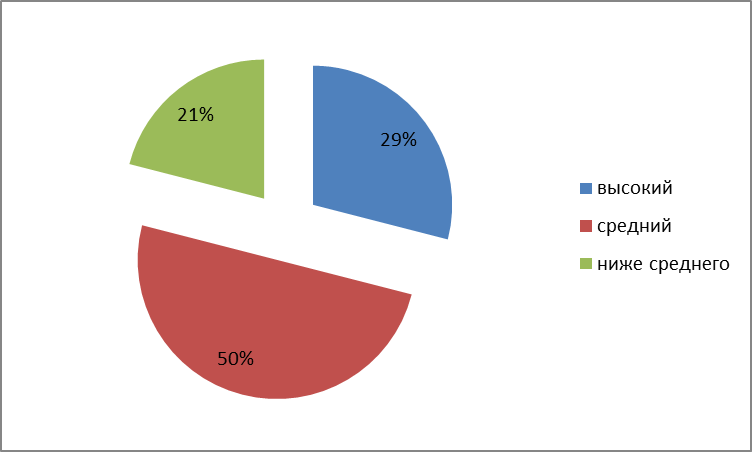 21%
29%
50%
высокий
средний
ниже среднего